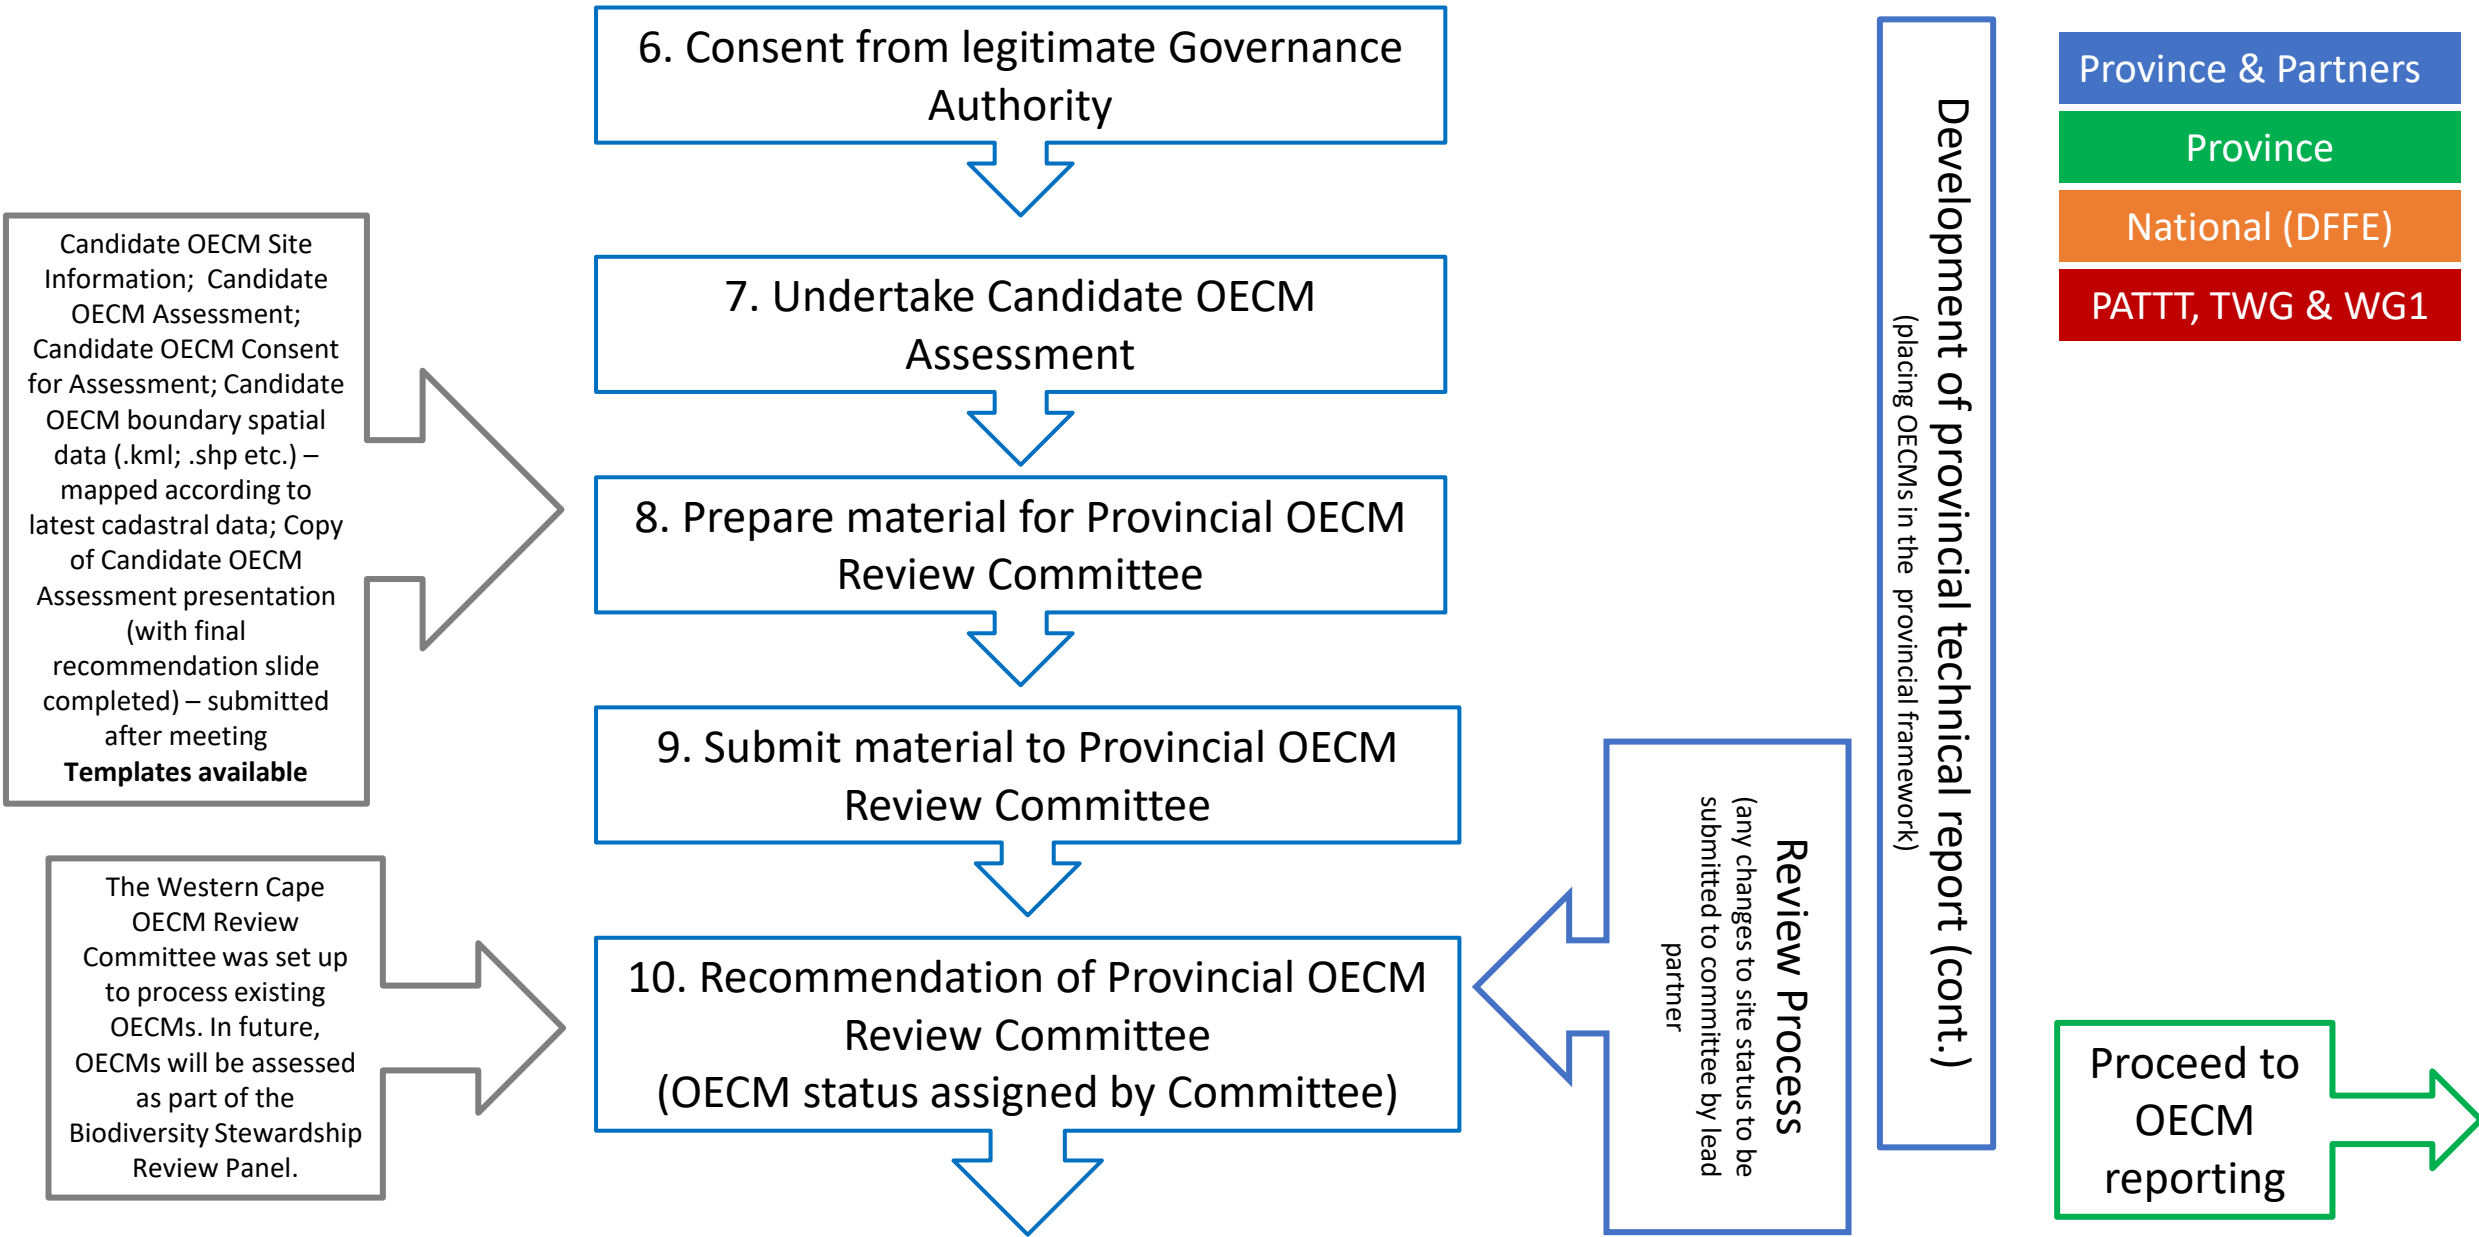 6. Consent from legitimate Governance
Authority
7. Undertake Candidate OECM
Assessment
8. Prepare material for Provincial OECM
Review Committee
9. Submit material to Provincial OECM
Review Committee
10. Recommendation of Provincial OECM
Review Committee
(OECM status assigned by Committee)
Candidate OECM Site
Information;  Candidate
OECM Assessment;
Candidate OECM Consent
for Assessment; Candidate
OECM boundary spatial
data (.kml; .shp etc.) –
mapped according to
latest cadastral data; Copy
of Candidate OECM
Assessment presentation
(with final
recommendation slide
completed) – submitted
after meeting
Templates available
The Western Cape
OECM Review
Committee was set up
to process existing
OECMs. In future,
OECMs will be assessed
as part of the
Biodiversity Stewardship
Review Panel.
Review Process
(any changes to site status to be
submitted to committee by lead
partner
Development of provincial technical report (cont.)
(placing OECMs in the  provincial framework)
Province & Partners
Province
National (DFFE)
PATTT, TWG & WG1
Proceed to
OECM
reporting